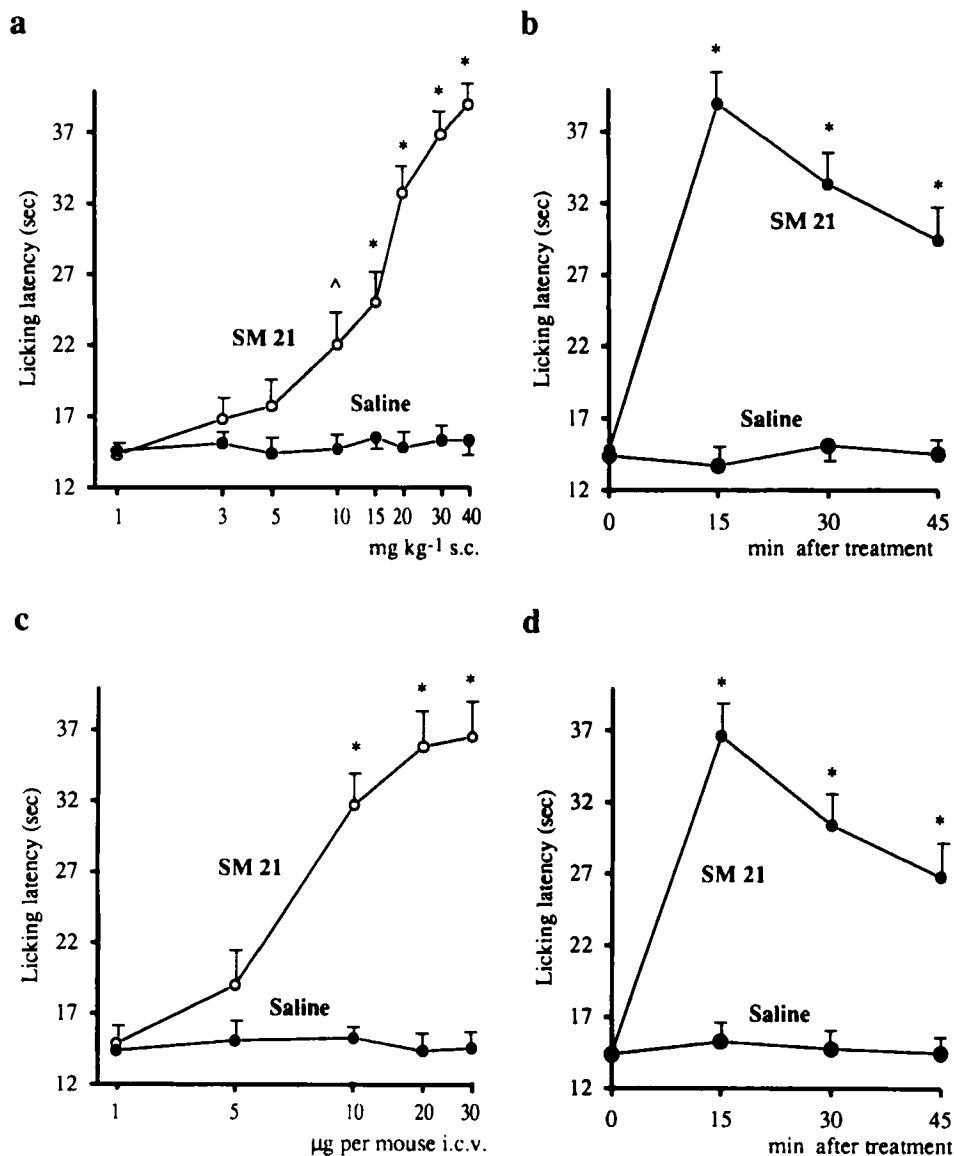 a
Licking latency (sec)
37
32
27
22
17
12
* * * * ^ *
SM 21
Saline
1 3 5 10 15 20 30 40
mg kg-1 s.c.
b
Licking latency (sec)
37
32
27
22
17
12
* * *
SM 21
Saline
0 15 30 45
min after treatment
c
Licking latency (sec)
37
32
27
22
17
12
* * *
SM 21
Saline
1 5 10 20 30
µg per mouse i.c.v.
d
Licking latency (sec)
37
32
27
22
17
12
* * *
SM 21
Saline
0 15 30 45
min after treatment